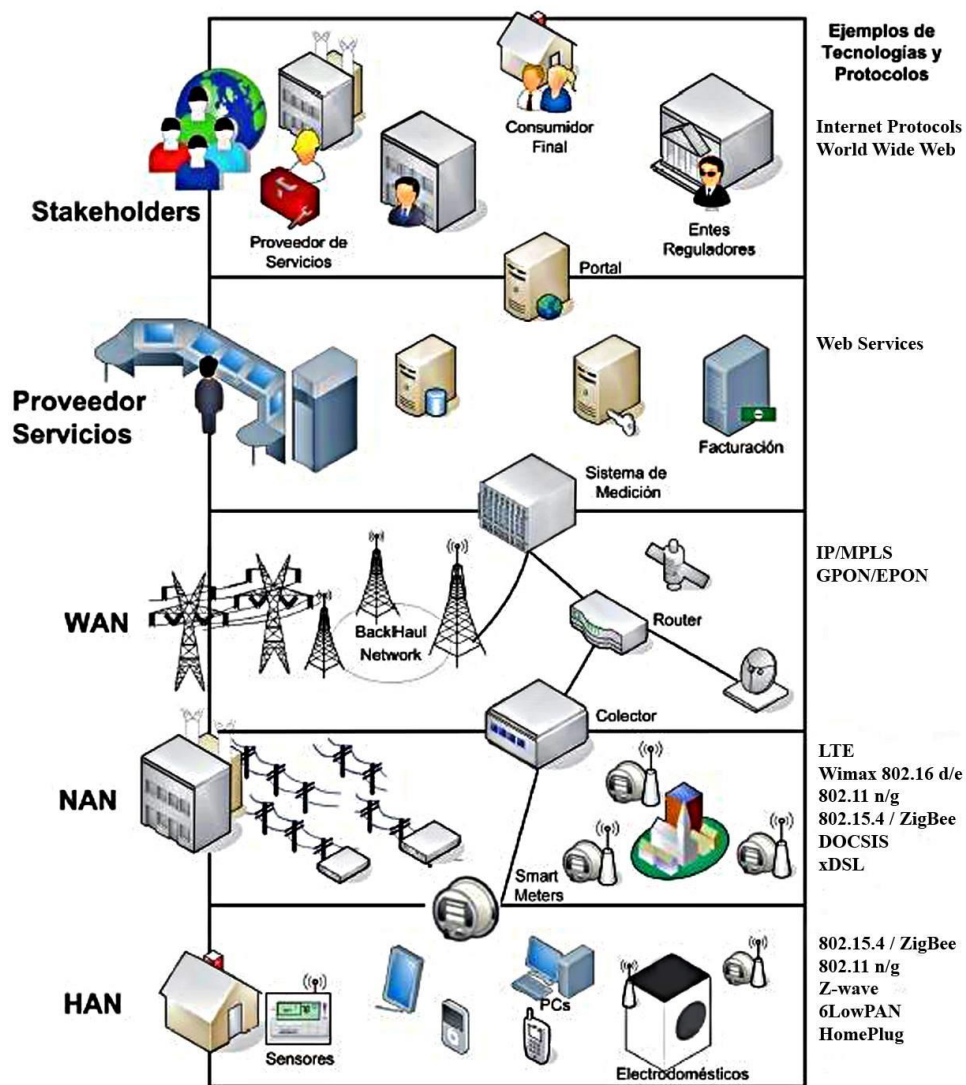 Ejemplos de
Tecnologías y
Protocolos
Consumidor
Final
Internet Protocols
World Wide Web
Stakeholders
Proveedor de
Servicios
Entes
Reguladores
Portal
Web Services
Proveedor
Servicios
Facturación
Sistema de
Medición
IP/MPLS
GPON/EPON
WAN
BacklHaul
Network
Router
Colector
LTE
Wimax 802.16 d/e
802.11 n/g
802.15.4 / ZigBee
DOCSIS
xDSL
NAN
Smart
Meters
802.15.4 / ZigBee
802.11 n/g
Z-wave
6LowPAN
HomePlug
HAN
PCs
Sensores
Electrodomésticos